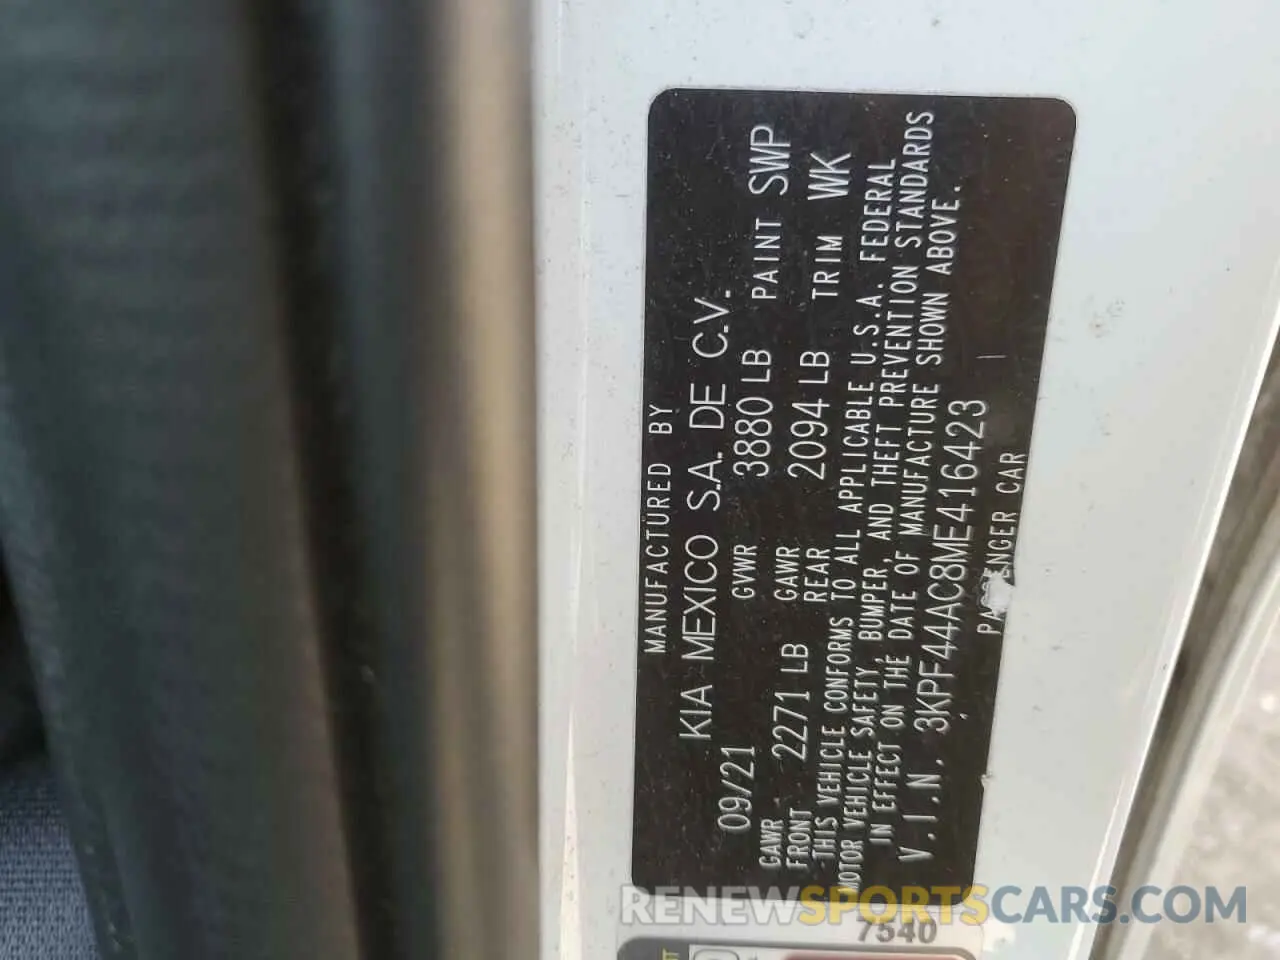 MANUFACTURED BY
KIA MEXICO S.A. DE C.V.
09/21 GVWR 3880 LB PAINT SWP
GAWR FRONT 2271 LB GAWR REAR 2094 LB TRIM WK
THIS VEHICLE CONFORMS TO ALL APPLICABLE U.S.A. FEDERAL
MOTOR VEHICLE SAFETY, BUMPER, AND THEFT PREVENTION STANDARDS
IN EFFECT ON THE DATE OF MANUFACTURE SHOWN ABOVE.
V.I.N. 3KPF44AC8ME416423
PASSENGER CAR
RENEWSPORTSCARS.COM
7540